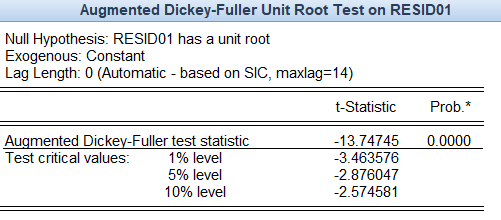 Augmented Dickey-Fuller Unit Root Test on RESID01
Null Hypothesis: RESID01 has a unit root
Exogenous: Constant
Lag Length: 0 (Automatic - based on SIC, maxlag=14)
t-Statistic Prob.*
Augmented Dickey-Fuller test statistic -13.74745 0.0000
Test critical values: 1% level -3.463576
5% level -2.876047
10% level -2.574581